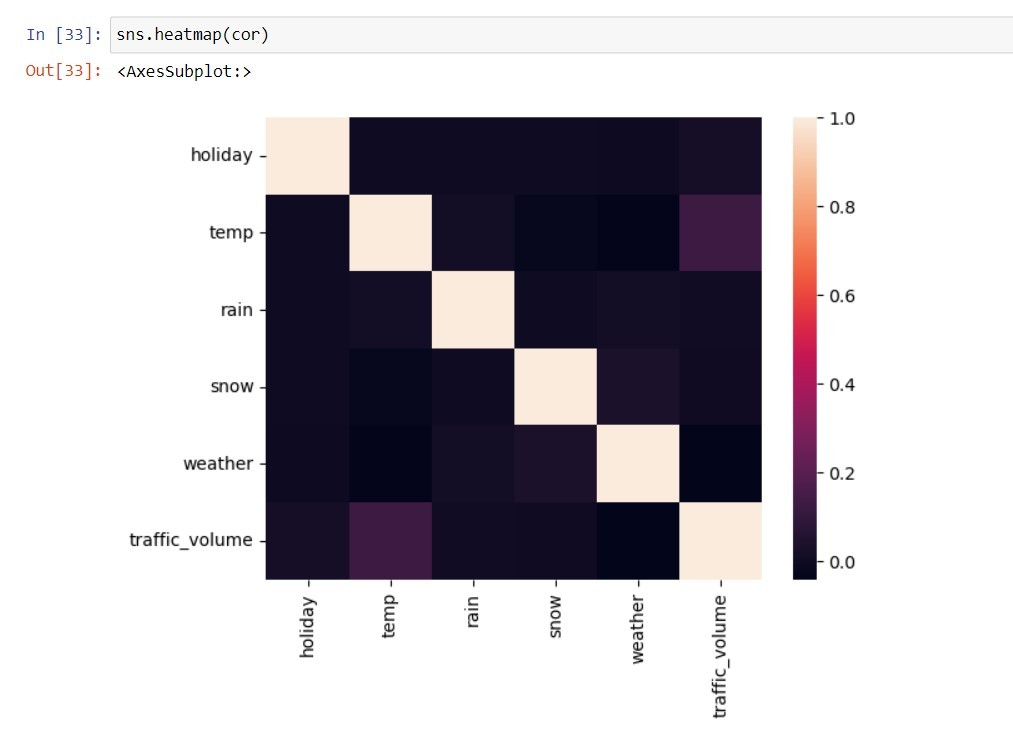 In [33]: sns.heatmap(cor)
Out[33]: <AxesSubplot:>
holiday
temp
rain
snow
weather
traffic_volume
holiday
temp
rain
snow
weather
traffic_volume
1.0
0.8
0.6
0.4
0.2
0.0